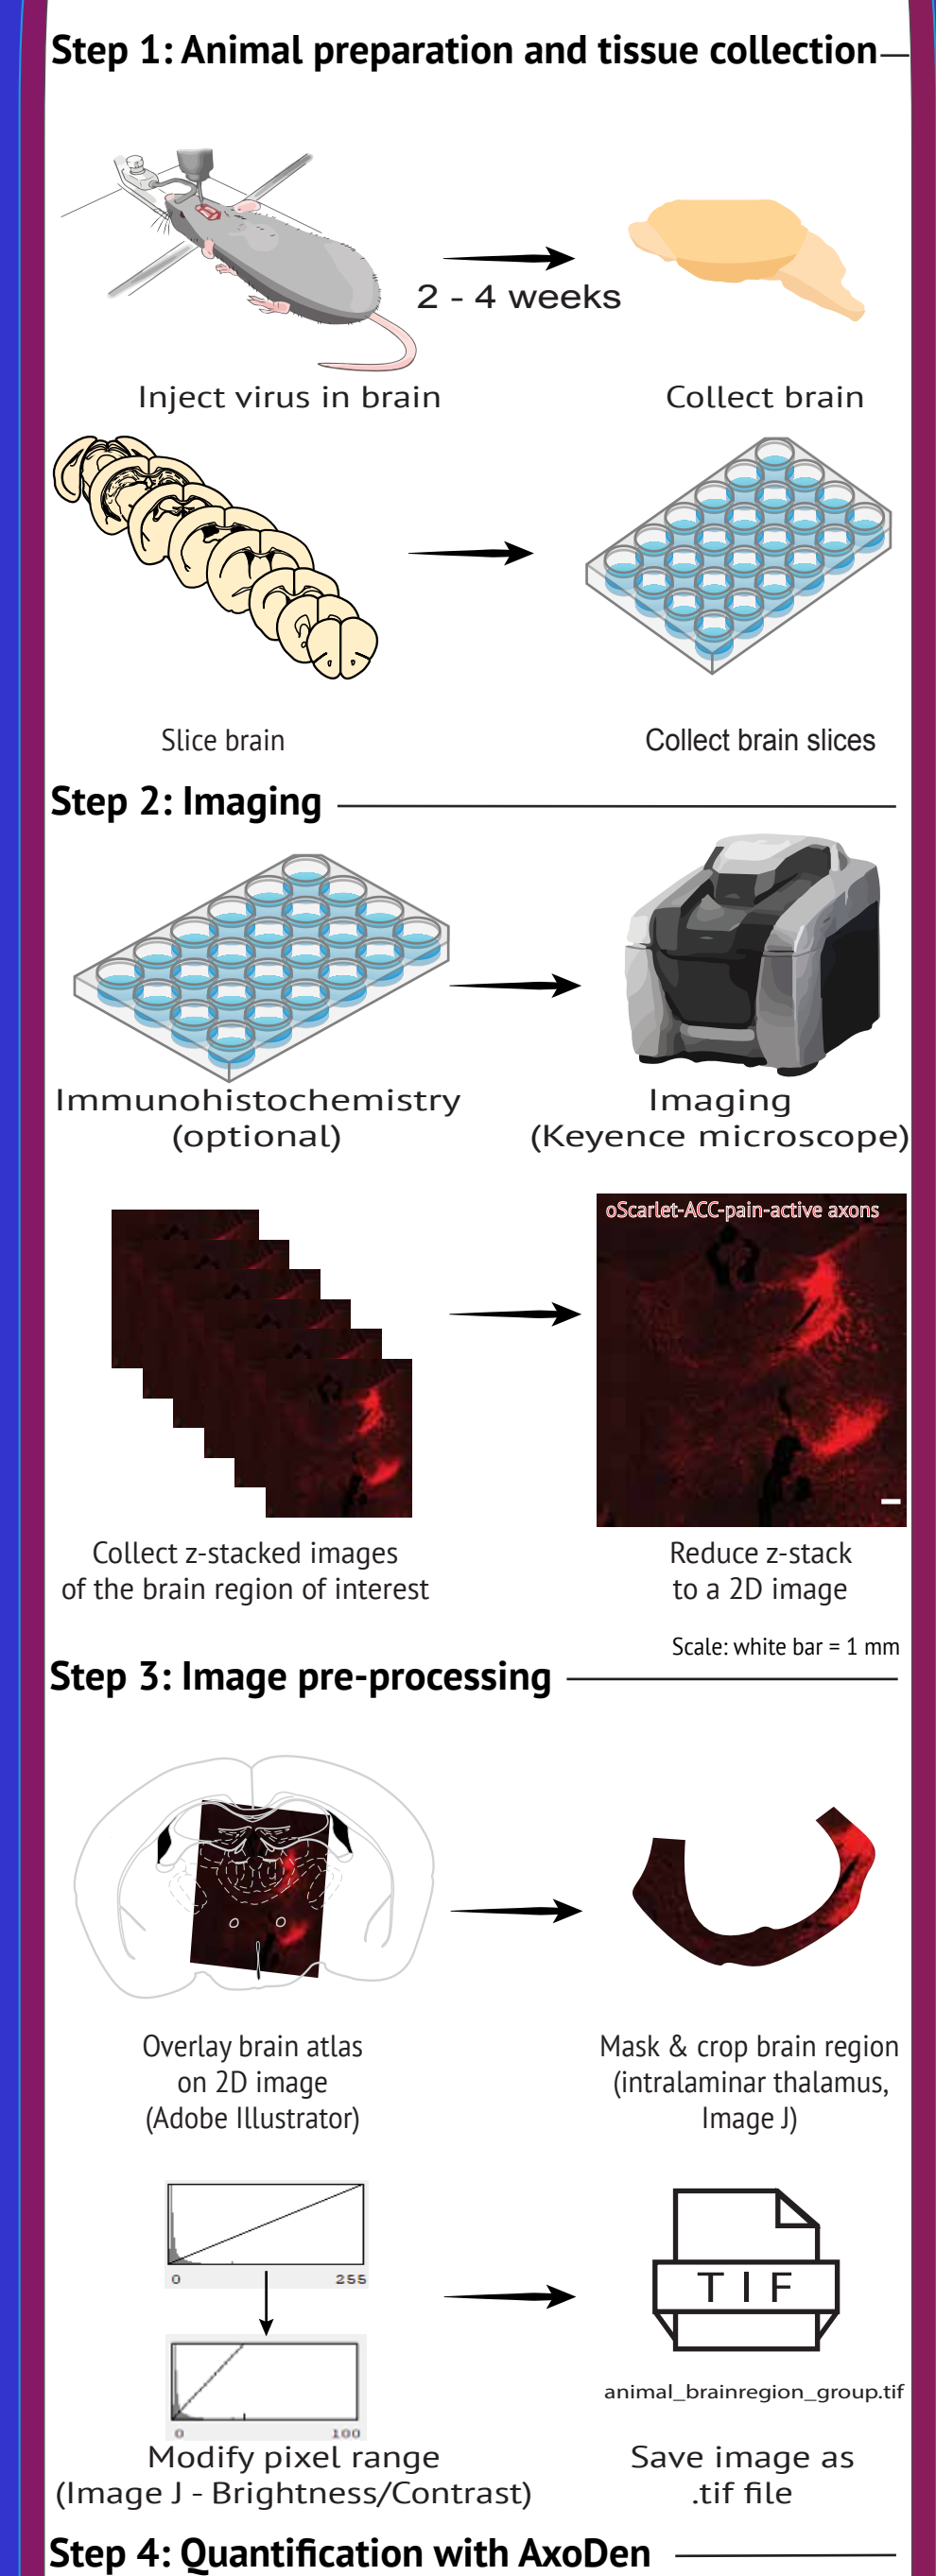 Step 1: Animal preparation and tissue collection
2 - 4 weeks
Inject virus in brain
Collect brain
Slice brain
Collect brain slices
Step 2: Imaging
Immunohistochemistry
(optional)
Imaging
(Keyence microscope)
oScarlet-ACC-pain-active axons
Collect z-stacked images
of the brain region of interest
Reduce z-stack
to a 2D image
Scale: white bar = 1 mm
Step 3: Image pre-processing
Overlay brain atlas
on 2D image
(Adobe Illustrator)
Mask & crop brain region
(intralaminar thalamus,
Image J)
0 255
0 100
TIF
animal_brainregion_group.tif
Modify pixel range
(Image J - Brightness/Contrast)
Save image as
.tif file
Step 4: Quantification with AxoDen